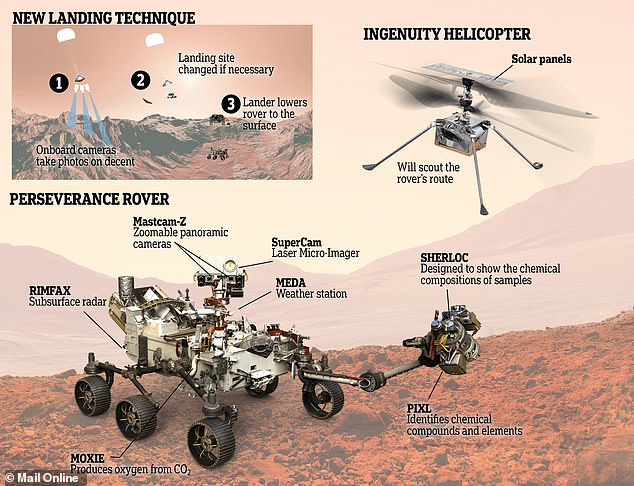 NEW LANDING TECHNIQUE
1
Onboard cameras
take photos on decent
2
Landing site
changed if necessary
3 Lander lowers
rover to the
surface
INGENUITY HELICOPTER
Solar panels
Will scout the
rover's route
PERSEVERANCE ROVER
Mastcam-Z
Zoomable panoramic
cameras
SuperCam
Laser Micro-Imager
MEDA
Weather station
RIMFAX
Subsurface radar
SHERLOC
Designed to show the chemical
compositions of samples
PIXL
Identifies chemical
compounds and elements
MOXIE
Produces oxygen from CO₂
© Mail Online